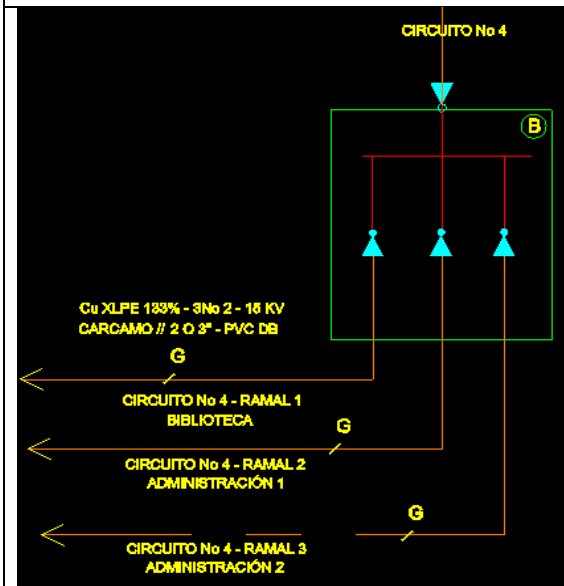 CIRCUITO No 4
B
Cu XLPE 133% - 3No 2 - 15 KV
CARCAMO // 2 O 3" - PVC DB
G
CIRCUITO No 4 - RAMAL 1
BIBLIOTECA
G
CIRCUITO No 4 - RAMAL 2
ADMINISTRACIÓN 1
G
CIRCUITO No 4 - RAMAL 3
ADMINISTRACIÓN 2